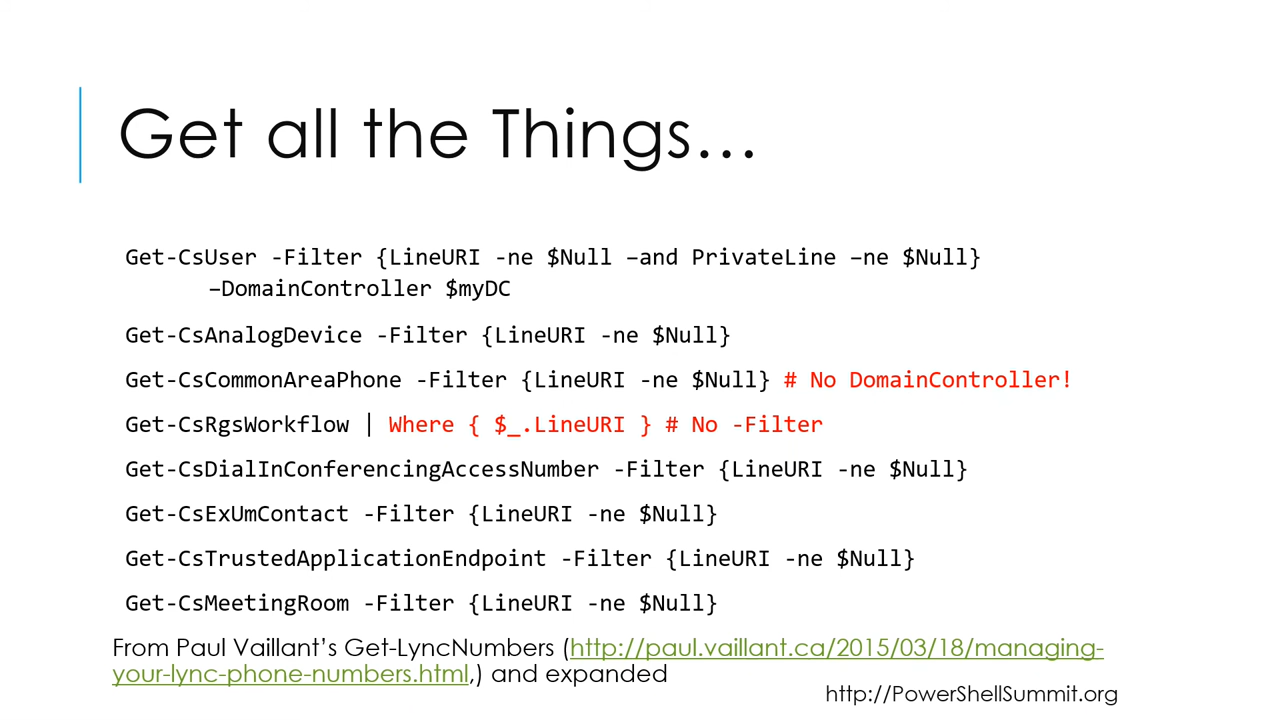 Get all the Things…
Get-CsUser -Filter {LineURI -ne $Null –and PrivateLine –ne $Null}
–DomainController $myDC
Get-CsAnalogDevice -Filter {LineURI -ne $Null}
Get-CsCommonAreaPhone -Filter {LineURI -ne $Null} # No DomainController!
Get-CsRgsWorkflow | Where { $_.LineURI } # No -Filter
Get-CsDialInConferencingAccessNumber -Filter {LineURI -ne $Null}
Get-CsExUmContact -Filter {LineURI -ne $Null}
Get-CsTrustedApplicationEndpoint -Filter {LineURI -ne $Null}
Get-CsMeetingRoom -Filter {LineURI -ne $Null}
From Paul Vaillant’s Get-LyncNumbers (http://paul.vaillant.ca/2015/03/18/managing-
your-lync-phone-numbers.html,) and expanded
http://PowerShellSummit.org